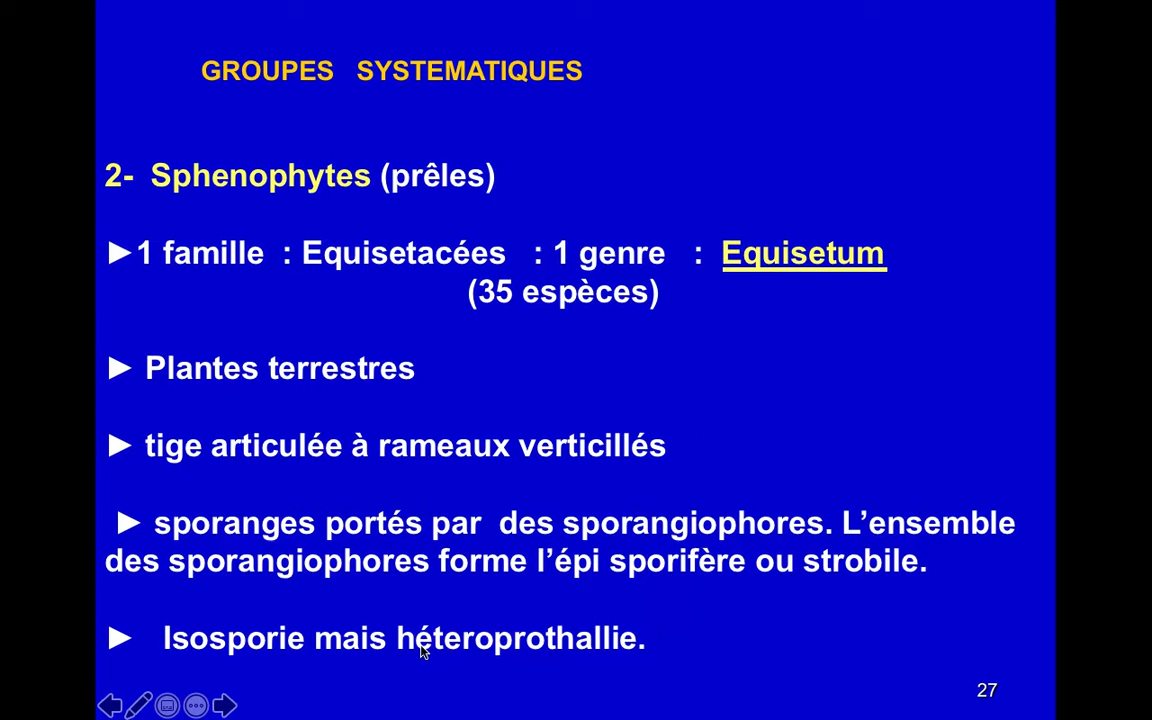 GROUPES SYSTEMATIQUES
2- Sphenophytes (prêles)
►1 famille : Equisetacées : 1 genre : Equisetum
(35 espèces)
► Plantes terrestres
► tige articulée à rameaux verticillés
► sporanges portés par des sporangiophores. L’ensemble
des sporangiophores forme l’épi sporifère ou strobile.
► Isosporie mais héteroprothallie.
27